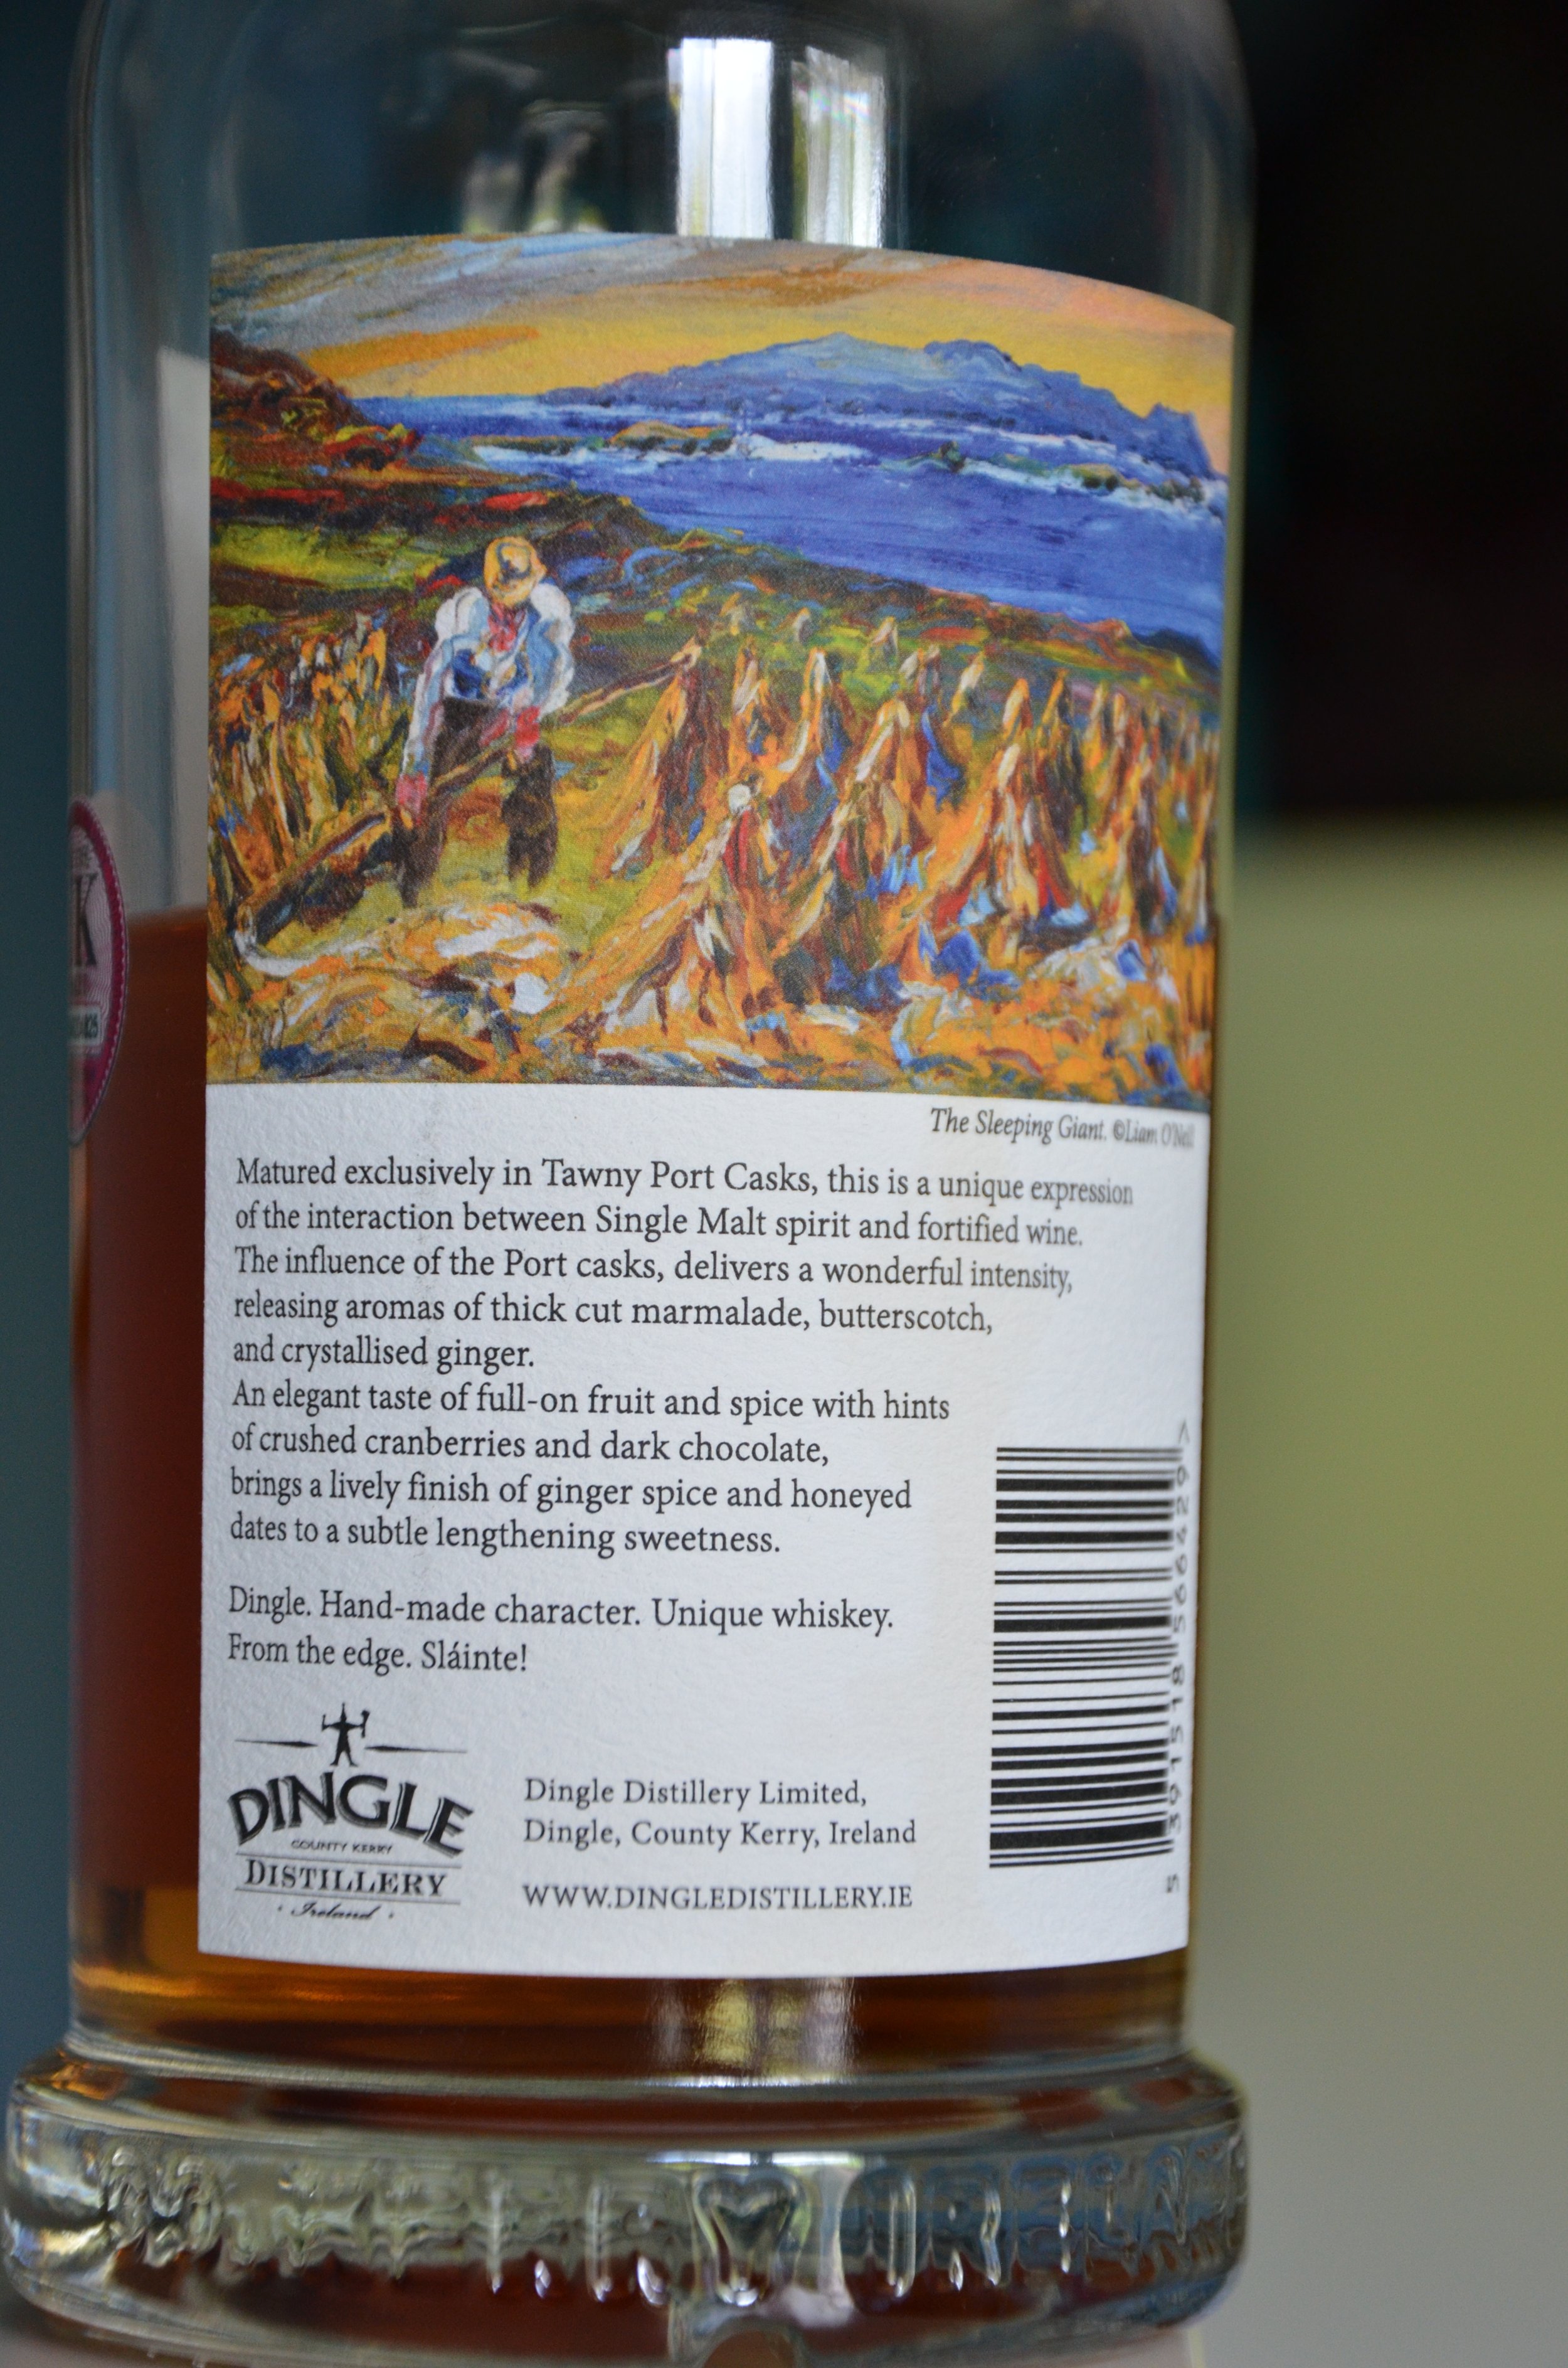 The Sleeping Giant. ©Liam O'Neill
Matured exclusively in Tawny Port Casks, this is a unique expression
of the interaction between Single Malt spirit and fortified wine.
The influence of the Port casks, delivers a wonderful intensity,
releasing aromas of thick cut marmalade, butterscotch,
and crystallised ginger.
An elegant taste of full-on fruit and spice with hints
of crushed cranberries and dark chocolate,
brings a lively finish of ginger spice and honeyed
dates to a subtle lengthening sweetness.
Dingle. Hand-made character. Unique whiskey.
From the edge. Sláinte!
DINGLE
COUNTY KERRY
DISTILLERY
Ireland
Dingle Distillery Limited,
Dingle, County Kerry, Ireland
WWW.DINGLEDISTILLERY.IE
5 391518 566429 >